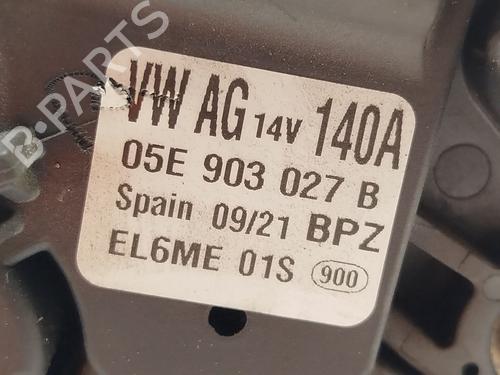 VW AG 14V 140A
05E 903 027 B
Spain 09/21 BPZ
EL6ME 01S 900
B-PARTS